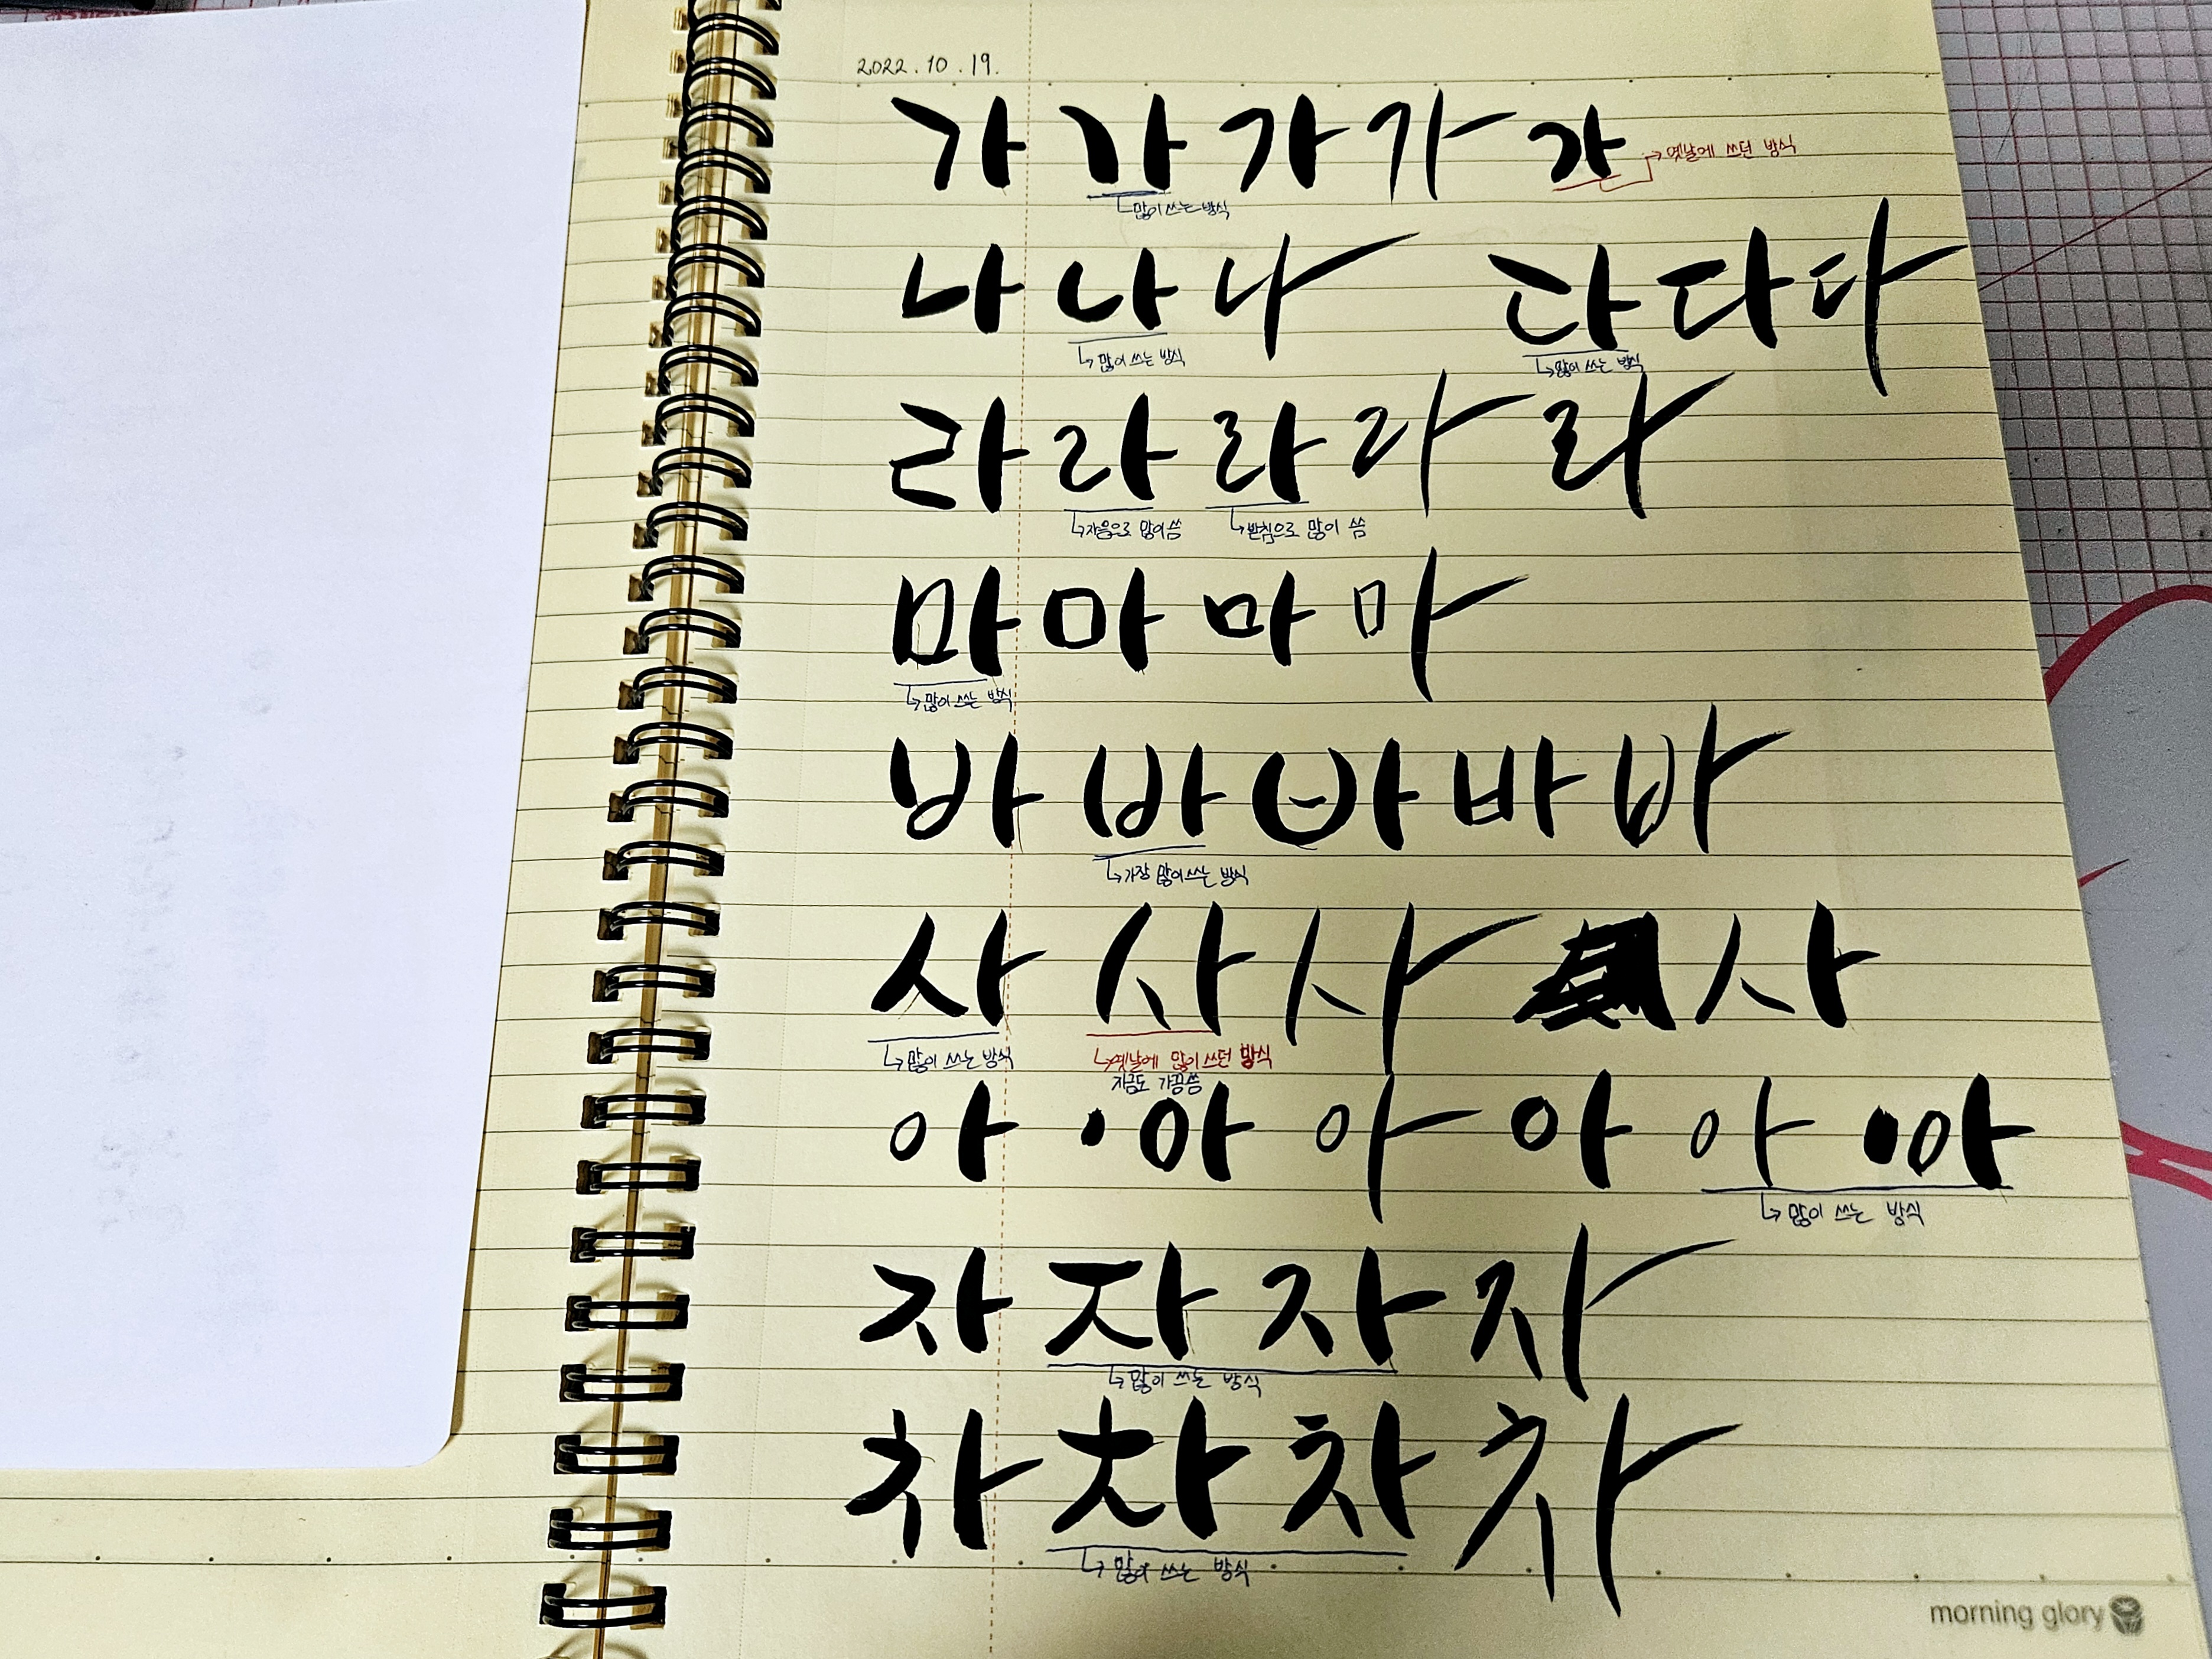 2022.10.19.
가 가 가 가 가 →옛날에 쓰던 방식
↳많이 쓰는 방식
나 나 나 다 다 다
↳많이 쓰는 방식 ↳많이 쓰는 방식
라 라 라 라 라
↳자음으로 많이 씀 ↳받침으로 많이 씀
마 마 마 마
↳많이 쓰는 방식
바 바 바 바 바
↳가장 많이 쓰는 방식
사 사 사 사
↳많이 쓰는 방식 ↳옛날에 많이 쓰던 방식
지금도 가끔씀
아 ·아 아 아 아 ·아
↳많이 쓰는 방식
자 자 자 자
↳많이 쓰는 방식
차 차 차 차
↳많이 쓰는 방식
morning glory